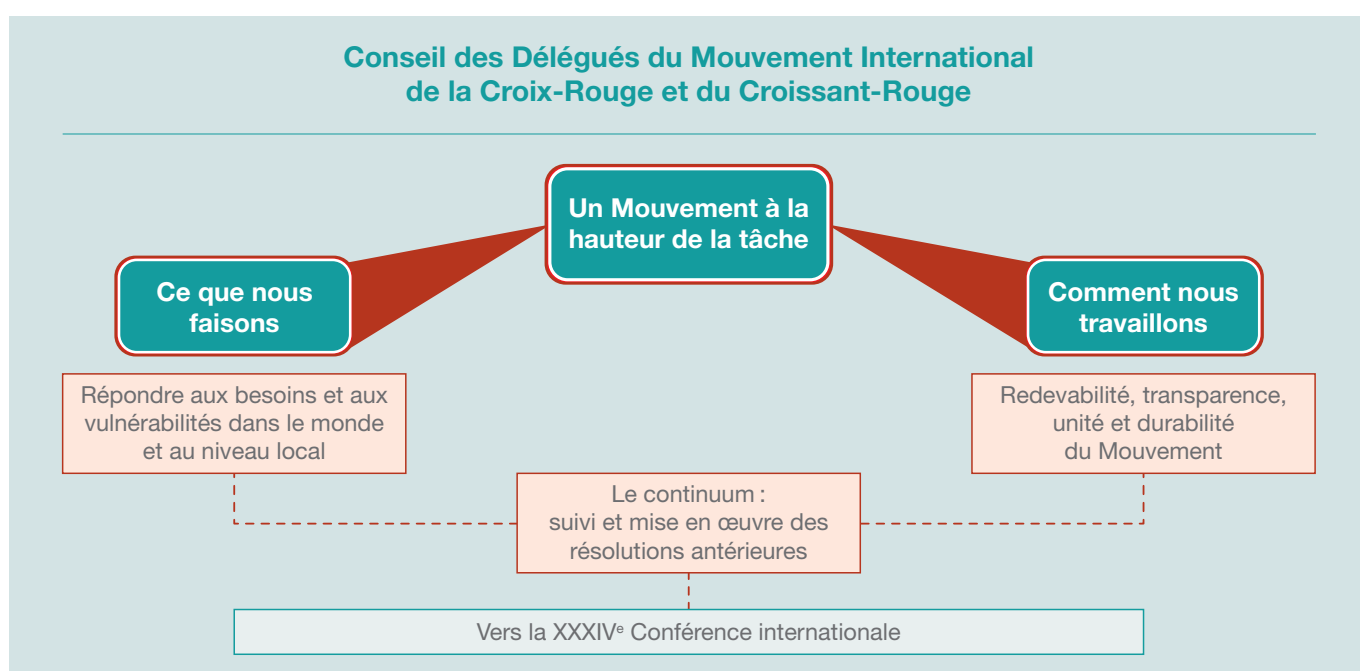 Conseil des Délégués du Mouvement International
de la Croix-Rouge et du Croissant-Rouge
Un Mouvement à la
hauteur de la tâche
Ce que nous
faisons
Comment nous
travaillons
Répondre aux besoins et aux
vulnérabilités dans le monde
et au niveau local
Redevabilité, transparence,
unité et durabilité
du Mouvement
Le continuum :
suivi et mise en œuvre des
résolutions antérieures
Vers la XXXIVᵉ Conférence internationale